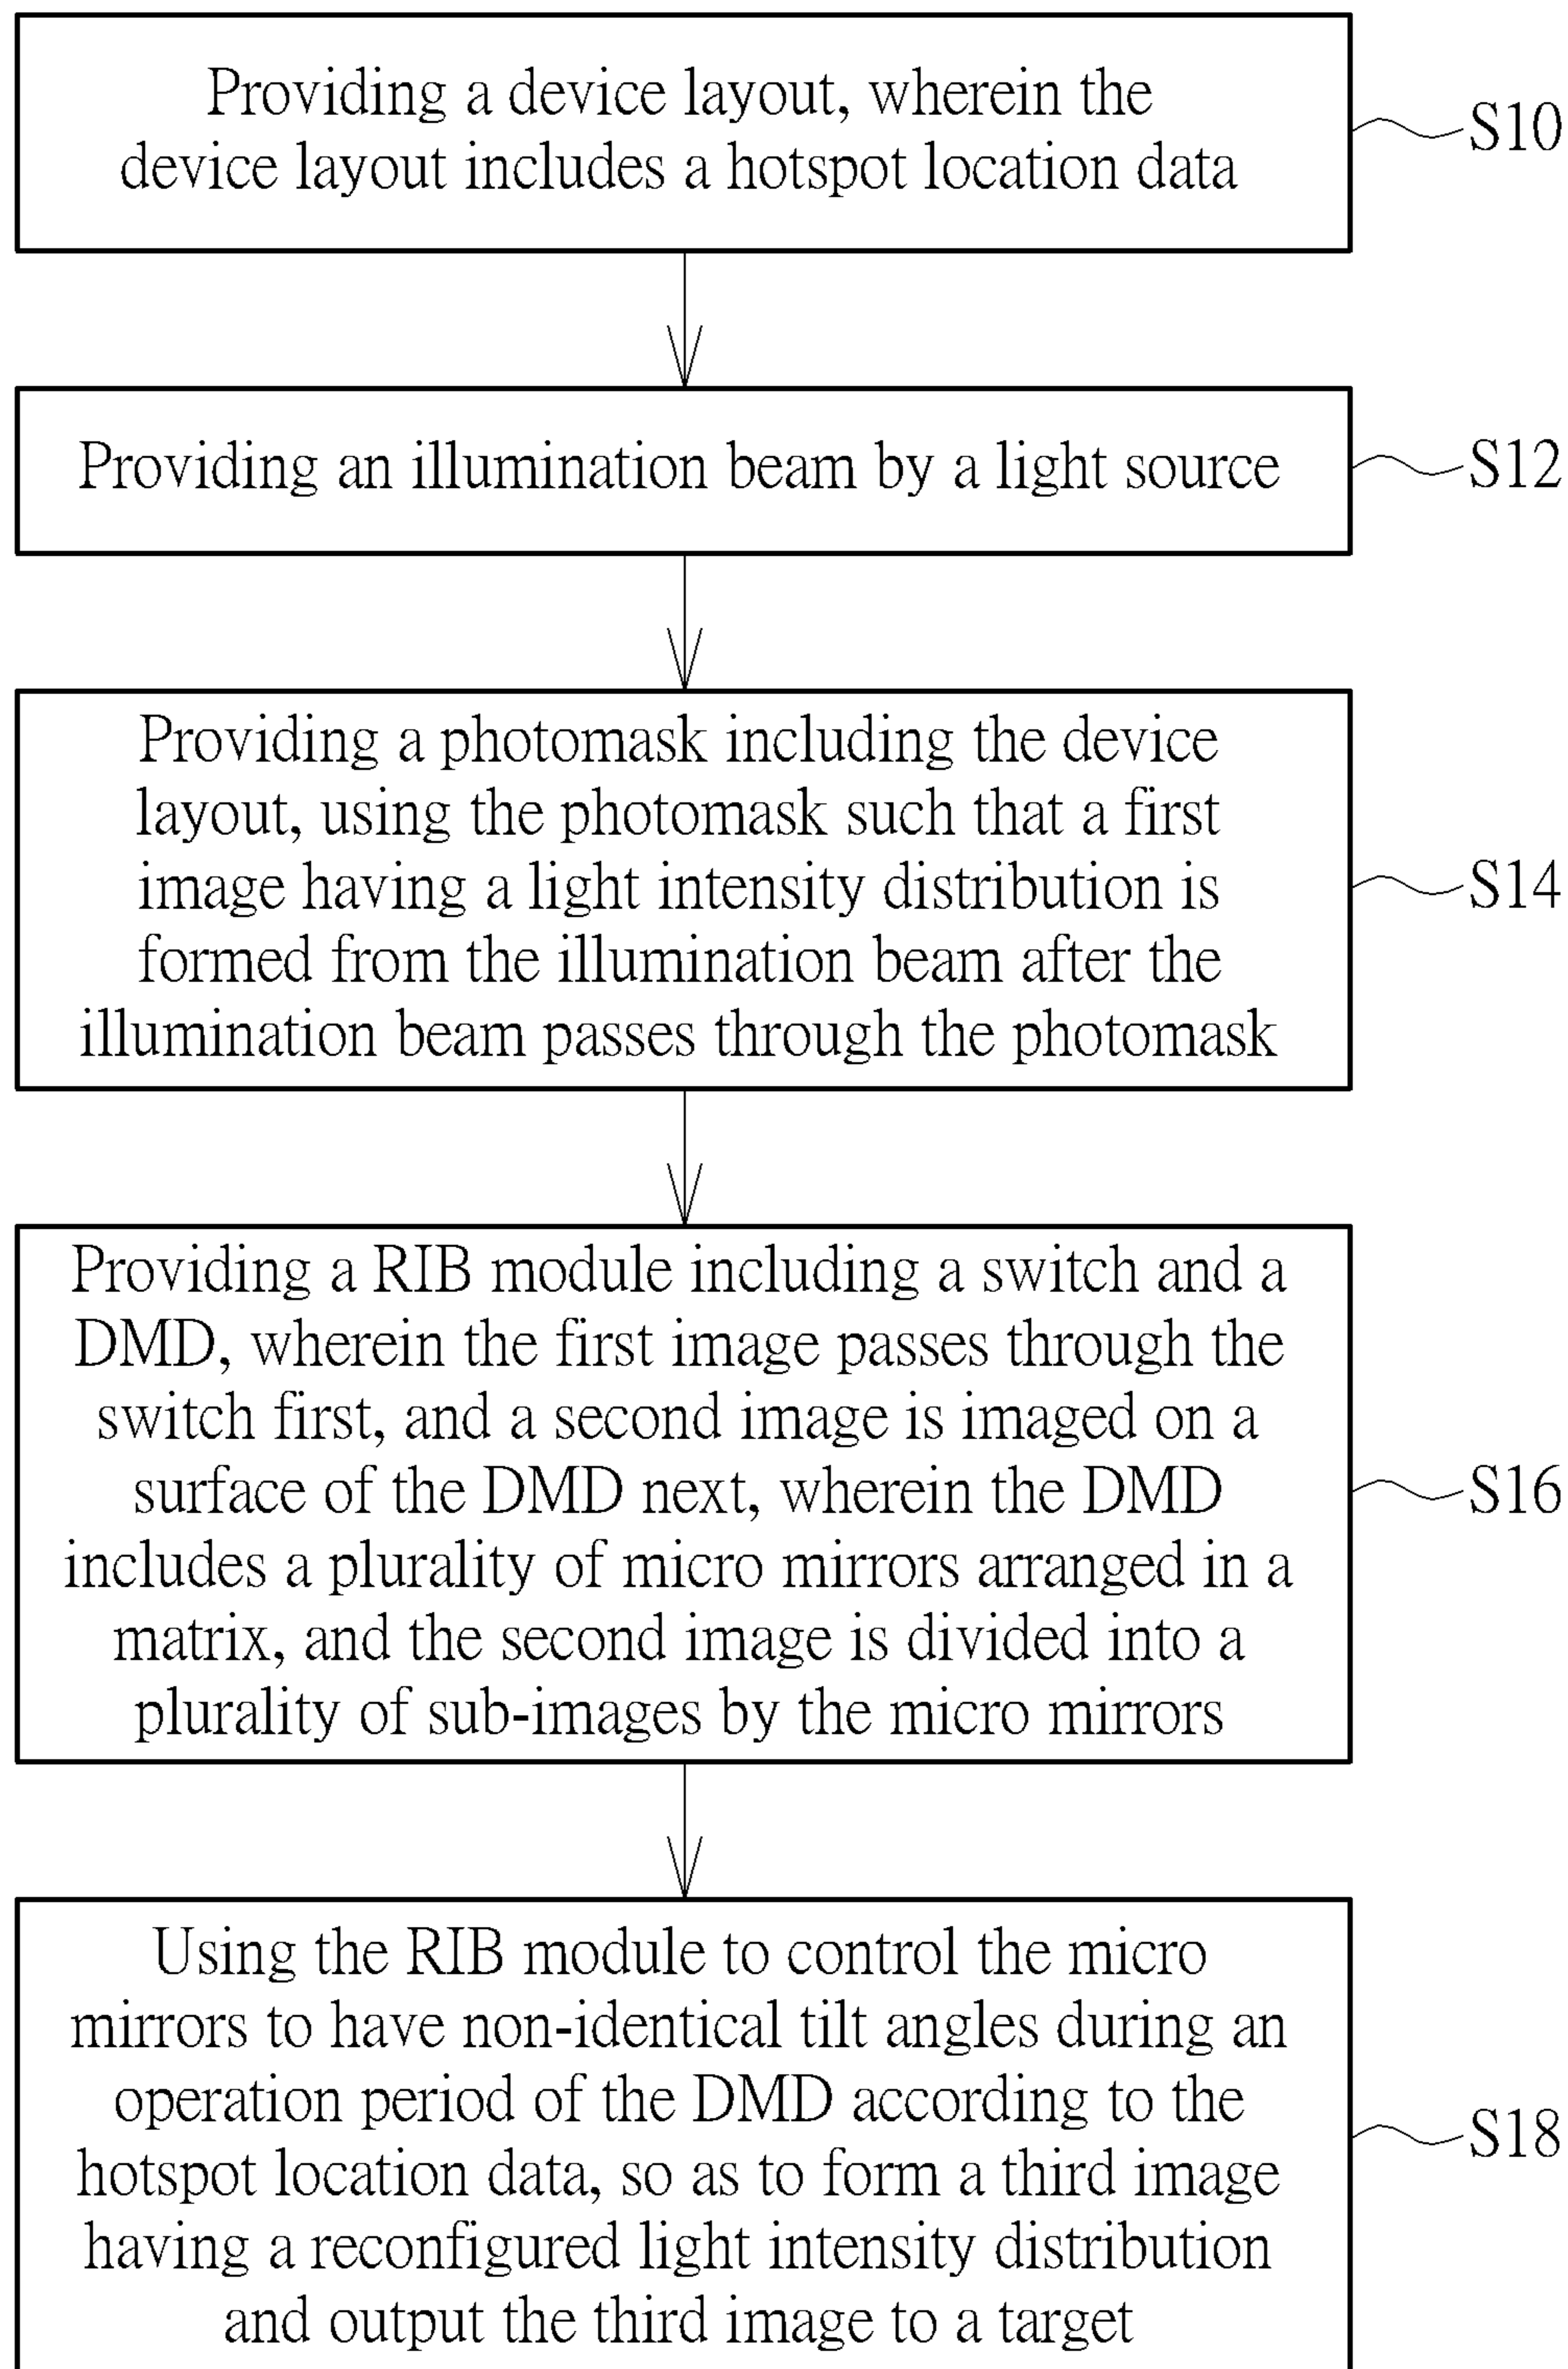 Providing a device layout, wherein the
device layout includes a hotspot location data
S10
Providing an illumination beam by a light source
S12
Providing a photomask including the device
layout, using the photomask such that a first
image having a light intensity distribution is
formed from the illumination beam after the
illumination beam passes through the photomask
S14
Providing a RIB module including a switch and a
DMD, wherein the first image passes through the
switch first, and a second image is imaged on a
surface of the DMD next, wherein the DMD
includes a plurality of micro mirrors arranged in a
matrix, and the second image is divided into a
plurality of sub-images by the micro mirrors
S16
Using the RIB module to control the micro
mirrors to have non-identical tilt angles during an
operation period of the DMD according to the
hotspot location data, so as to form a third image
having a reconfigured light intensity distribution
and output the third image to a target
S18